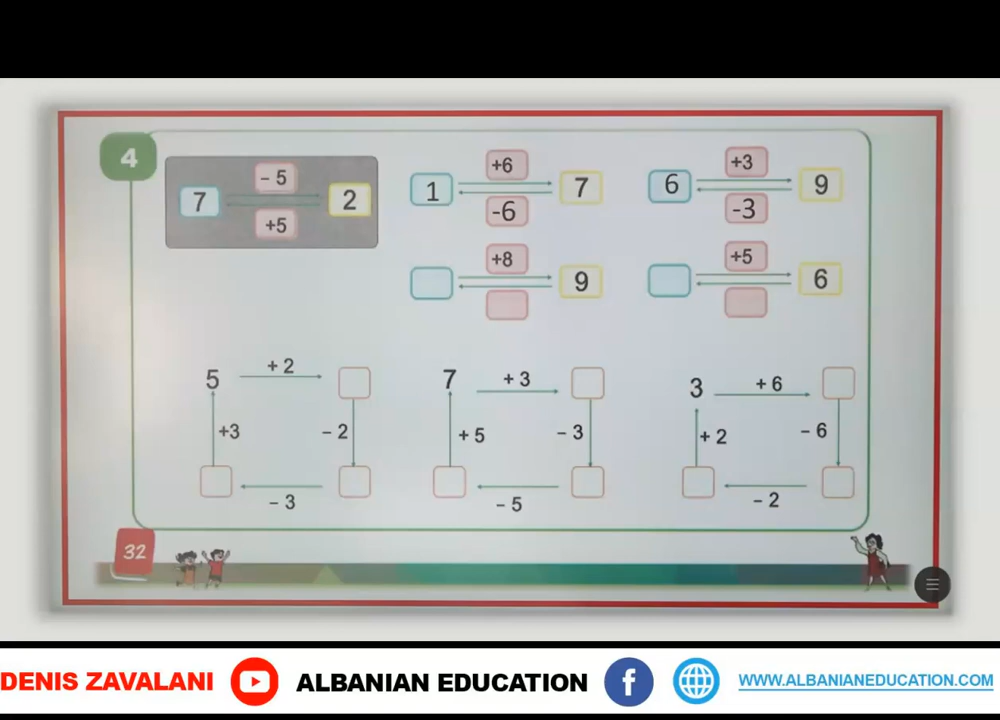 4
- 5
7 2
+5
+6
1 7
-6
+3
6 9
-3
+8
9
+5
6
5 + 2
+3 - 2
- 3
7 + 3
+ 5 - 3
- 5
3 + 6
+ 2 - 6
- 2
32
DENIS ZAVALANI ALBANIAN EDUCATION f WWW.ALBANIANEDUCATION.COM